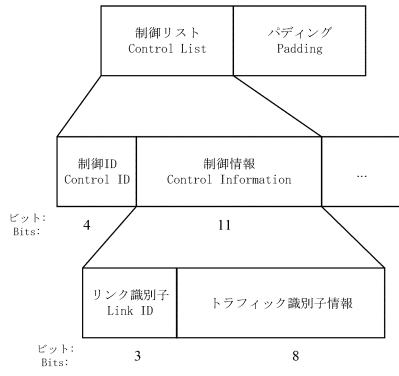 制御リスト
Control List
パディング
Padding
制御ID
Control ID
制御情報
Control Information
...
ビット:
Bits:
4
11
リンク識別子
Link ID
トラフィック識別子情報
ビット:
Bits:
3
8